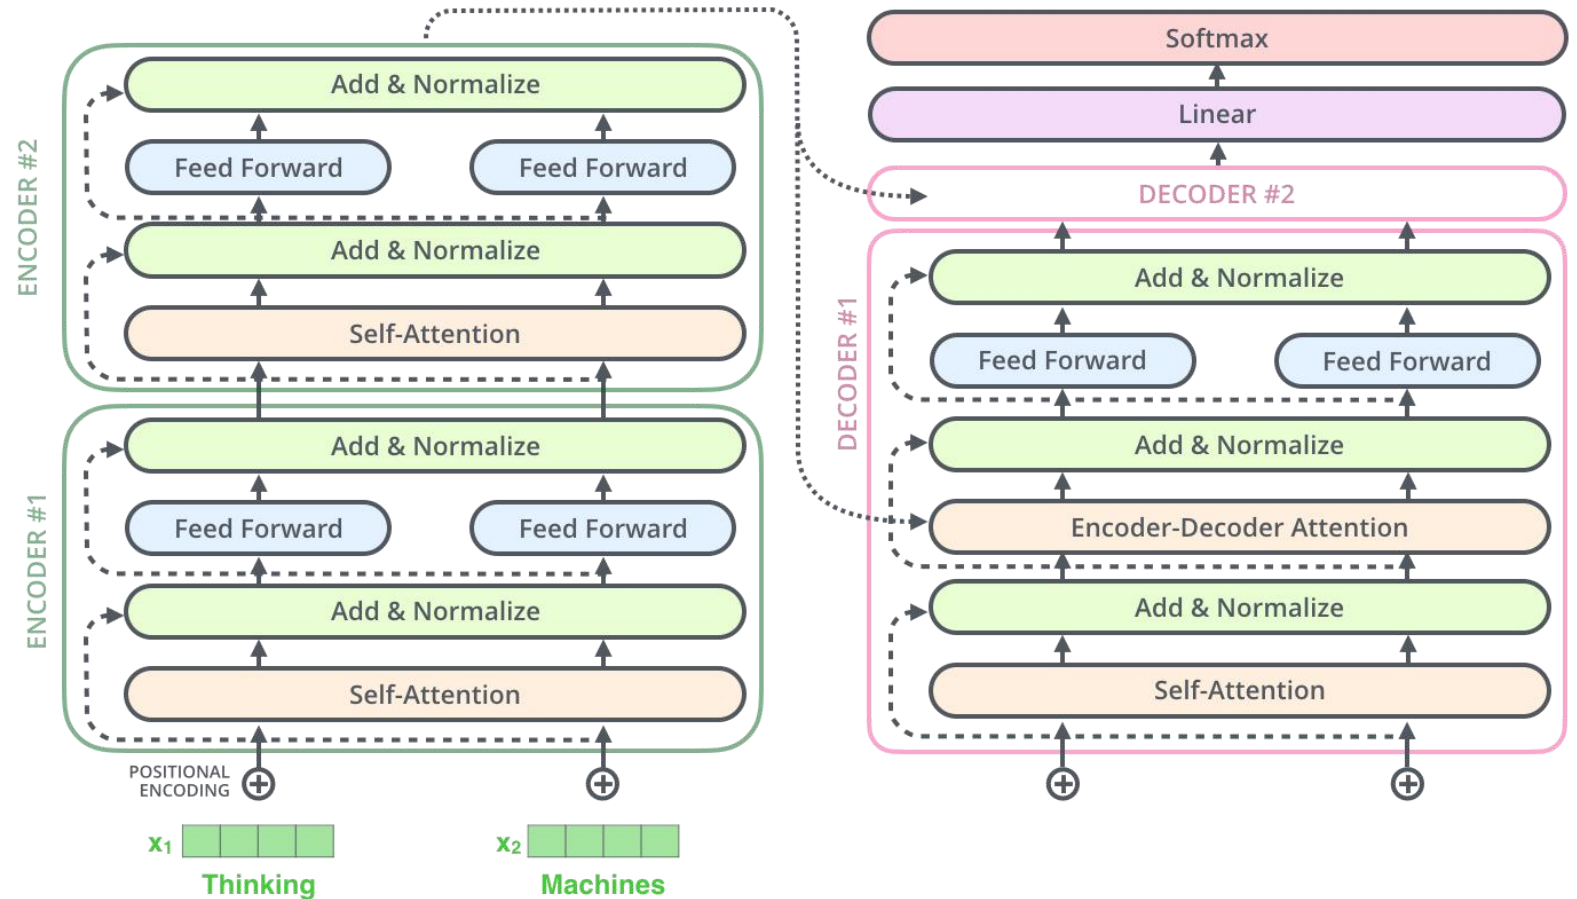 ENCODER #2
Add & Normalize
Feed Forward
Feed Forward
Add & Normalize
Self-Attention
ENCODER #1
Add & Normalize
Feed Forward
Feed Forward
Add & Normalize
Self-Attention
POSITIONAL
ENCODING
x1
x2
Thinking
Machines
Softmax
Linear
DECODER #2
DECODER #1
Add & Normalize
Feed Forward
Feed Forward
Add & Normalize
Encoder-Decoder Attention
Add & Normalize
Self-Attention